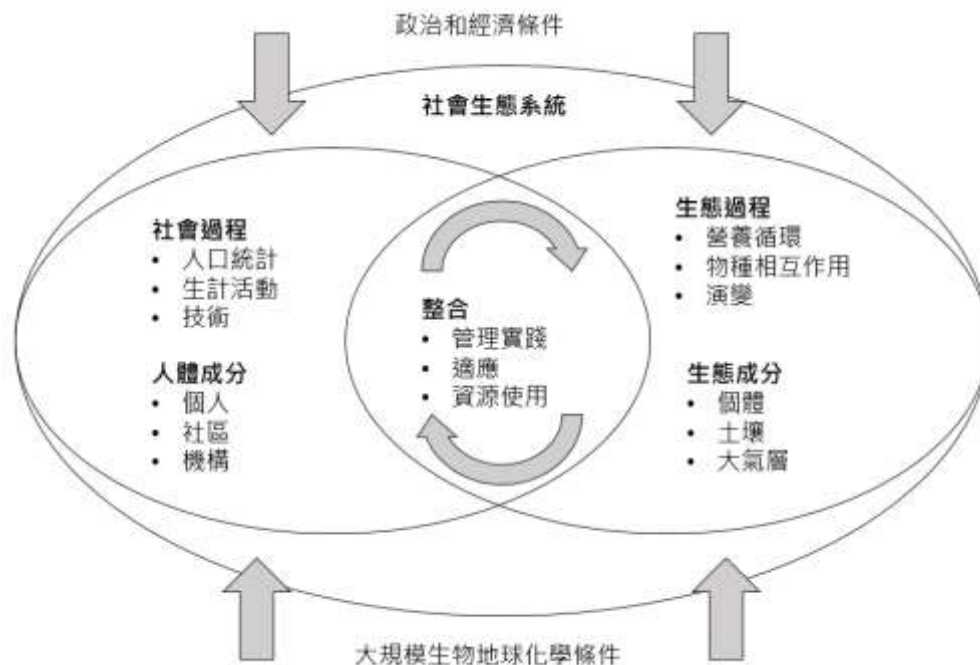 政治和經濟條件
社會生態系統
社會過程
• 人口統計
• 生計活動
• 技術
人體成分
• 個人
• 社區
• 機構
整合
• 管理實踐
• 適應
• 資源使用
生態過程
• 營養循環
• 物種相互作用
• 演變
生態成分
• 個體
• 土壤
• 大氣層
大規模生物地球化學條件